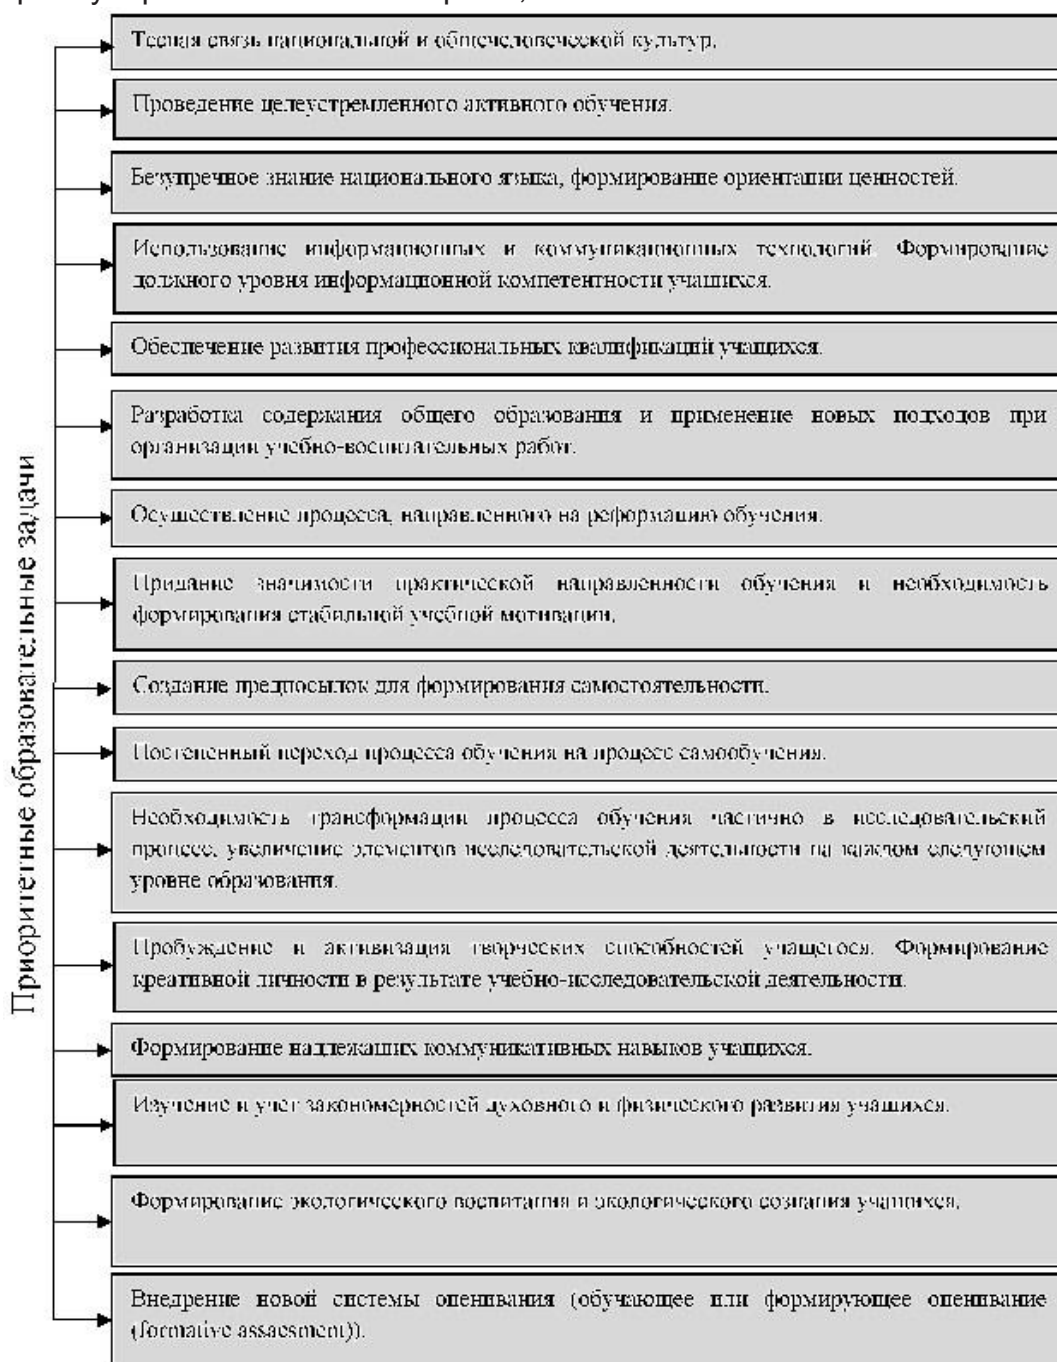 Тесная связь национальной и общечеловеческой культур.
Проведение целеустремленного активного обучения.
Безупречное знание национального языка, формирование ориентации ценностей.
Использование информационных и коммуникационных технологий. Формирование
должного уровня информационной компетентности учащихся.
Обеспечение развития профессиональных квалификаций учащихся.
Разработка содержания общего образования и применение новых подходов при
организации учебно-воспитательных работ.
Осуществление процесса, направленного на реформацию обучения.
Придание значимости практической направленности обучения и необходимость
формирования стабильной учебной мотивации.
Создание предпосылок для формирования самостоятельности.
Постепенный переход процесса обучения на процесс самообучения.
Необходимость трансформации процесса обучения частично в исследовательский
процесс, увеличение элементов исследовательской деятельности на каждом следующем
уровне образования.
Пробуждение и активизация творческих способностей учащегося. Формирование
креативной личности в результате учебно-исследовательской деятельности.
Формирование надлежащих коммуникативных навыков учащихся.
Изучение и учет закономерностей духовного и физического развития учащихся.
Формирование экологического воспитания и экологического сознания учащихся.
Внедрение новой системы оценивания (обучающее или формирующее оценивание
(formative assaesment)).
Приоритетные образовательные задачи